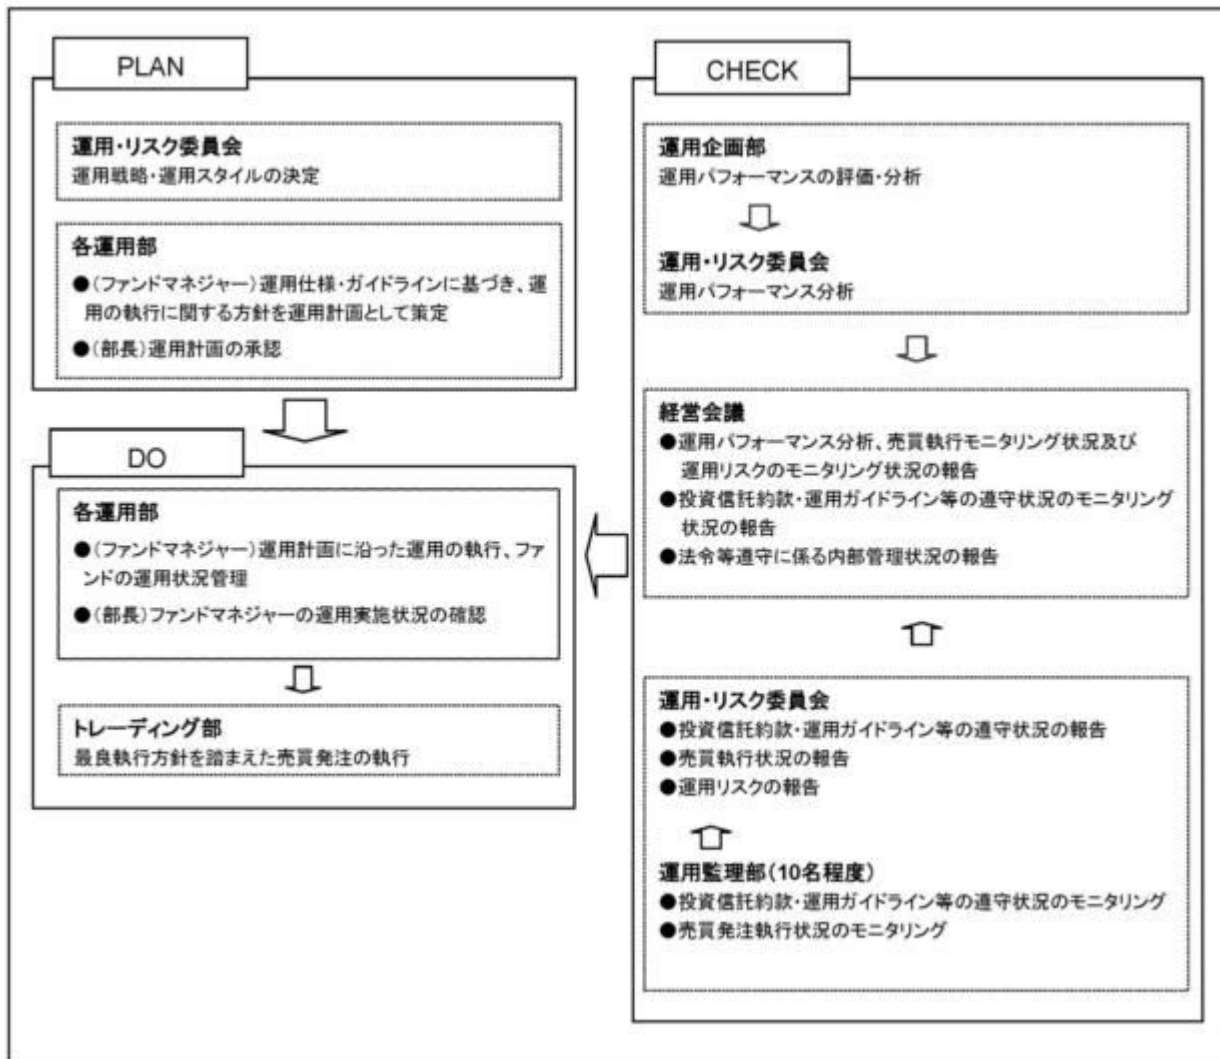 PLAN
運用・リスク委員会
運用戦略・運用スタイルの決定
各運用部
●(ファンドマネジャー)運用仕様・ガイドラインに基づき、運
用の執行に関する方針を運用計画として策定
●(部長)運用計画の承認
DO
各運用部
●(ファンドマネジャー)運用計画に沿った運用の執行、ファ
ンドの運用状況管理
●(部長)ファンドマネジャーの運用実施状況の確認
トレーディング部
最良執行方針を踏まえた売買発注の執行
CHECK
運用企画部
運用パフォーマンスの評価・分析
運用・リスク委員会
運用パフォーマンス分析
経営会議
●運用パフォーマンス分析、売買執行モニタリング状況及び
運用リスクのモニタリング状況の報告
●投資信託約款・運用ガイドライン等の遵守状況のモニタリング
状況の報告
●法令等遵守に係る内部管理状況の報告
運用・リスク委員会
●投資信託約款・運用ガイドライン等の遵守状況の報告
●売買執行状況の報告
●運用リスクの報告
運用監理部(10名程度)
●投資信託約款・運用ガイドライン等の遵守状況のモニタリング
●売買発注執行状況のモニタリング